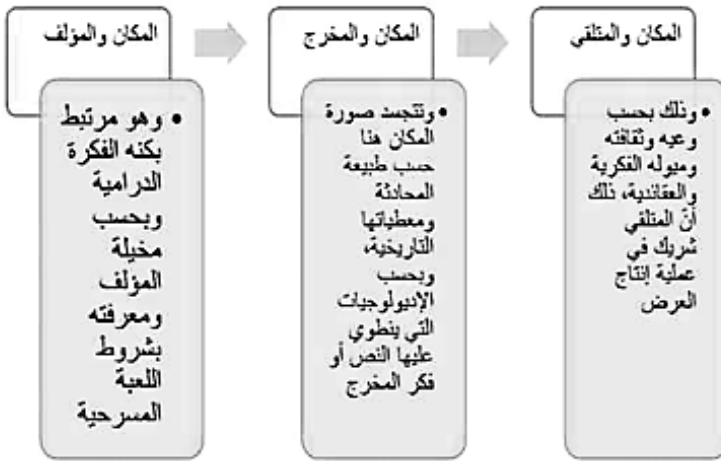 المكان والمؤلف
• وهو مرتبط
بكنه الفكرة
الدرامية
وبحسب
مخيلة
المؤلف
ومعرفته
بشروط
اللعبة
المسرحية
المكان والمخرج
• وتتجسد صورة
المكان هنا
حسب طبيعة
المحادثة
ومعطياتها
التاريخية،
وبحسب
الإديولوجيات
التي ينطوي
عليها النص أو
فكر المخرج
المكان والمتلقي
• وذلك بحسب
وعيه وثقافته
وميوله الفكرية
والعقائدية، ذلك
أنّ المتلقي
شريك في
عملية إنتاج
العرض